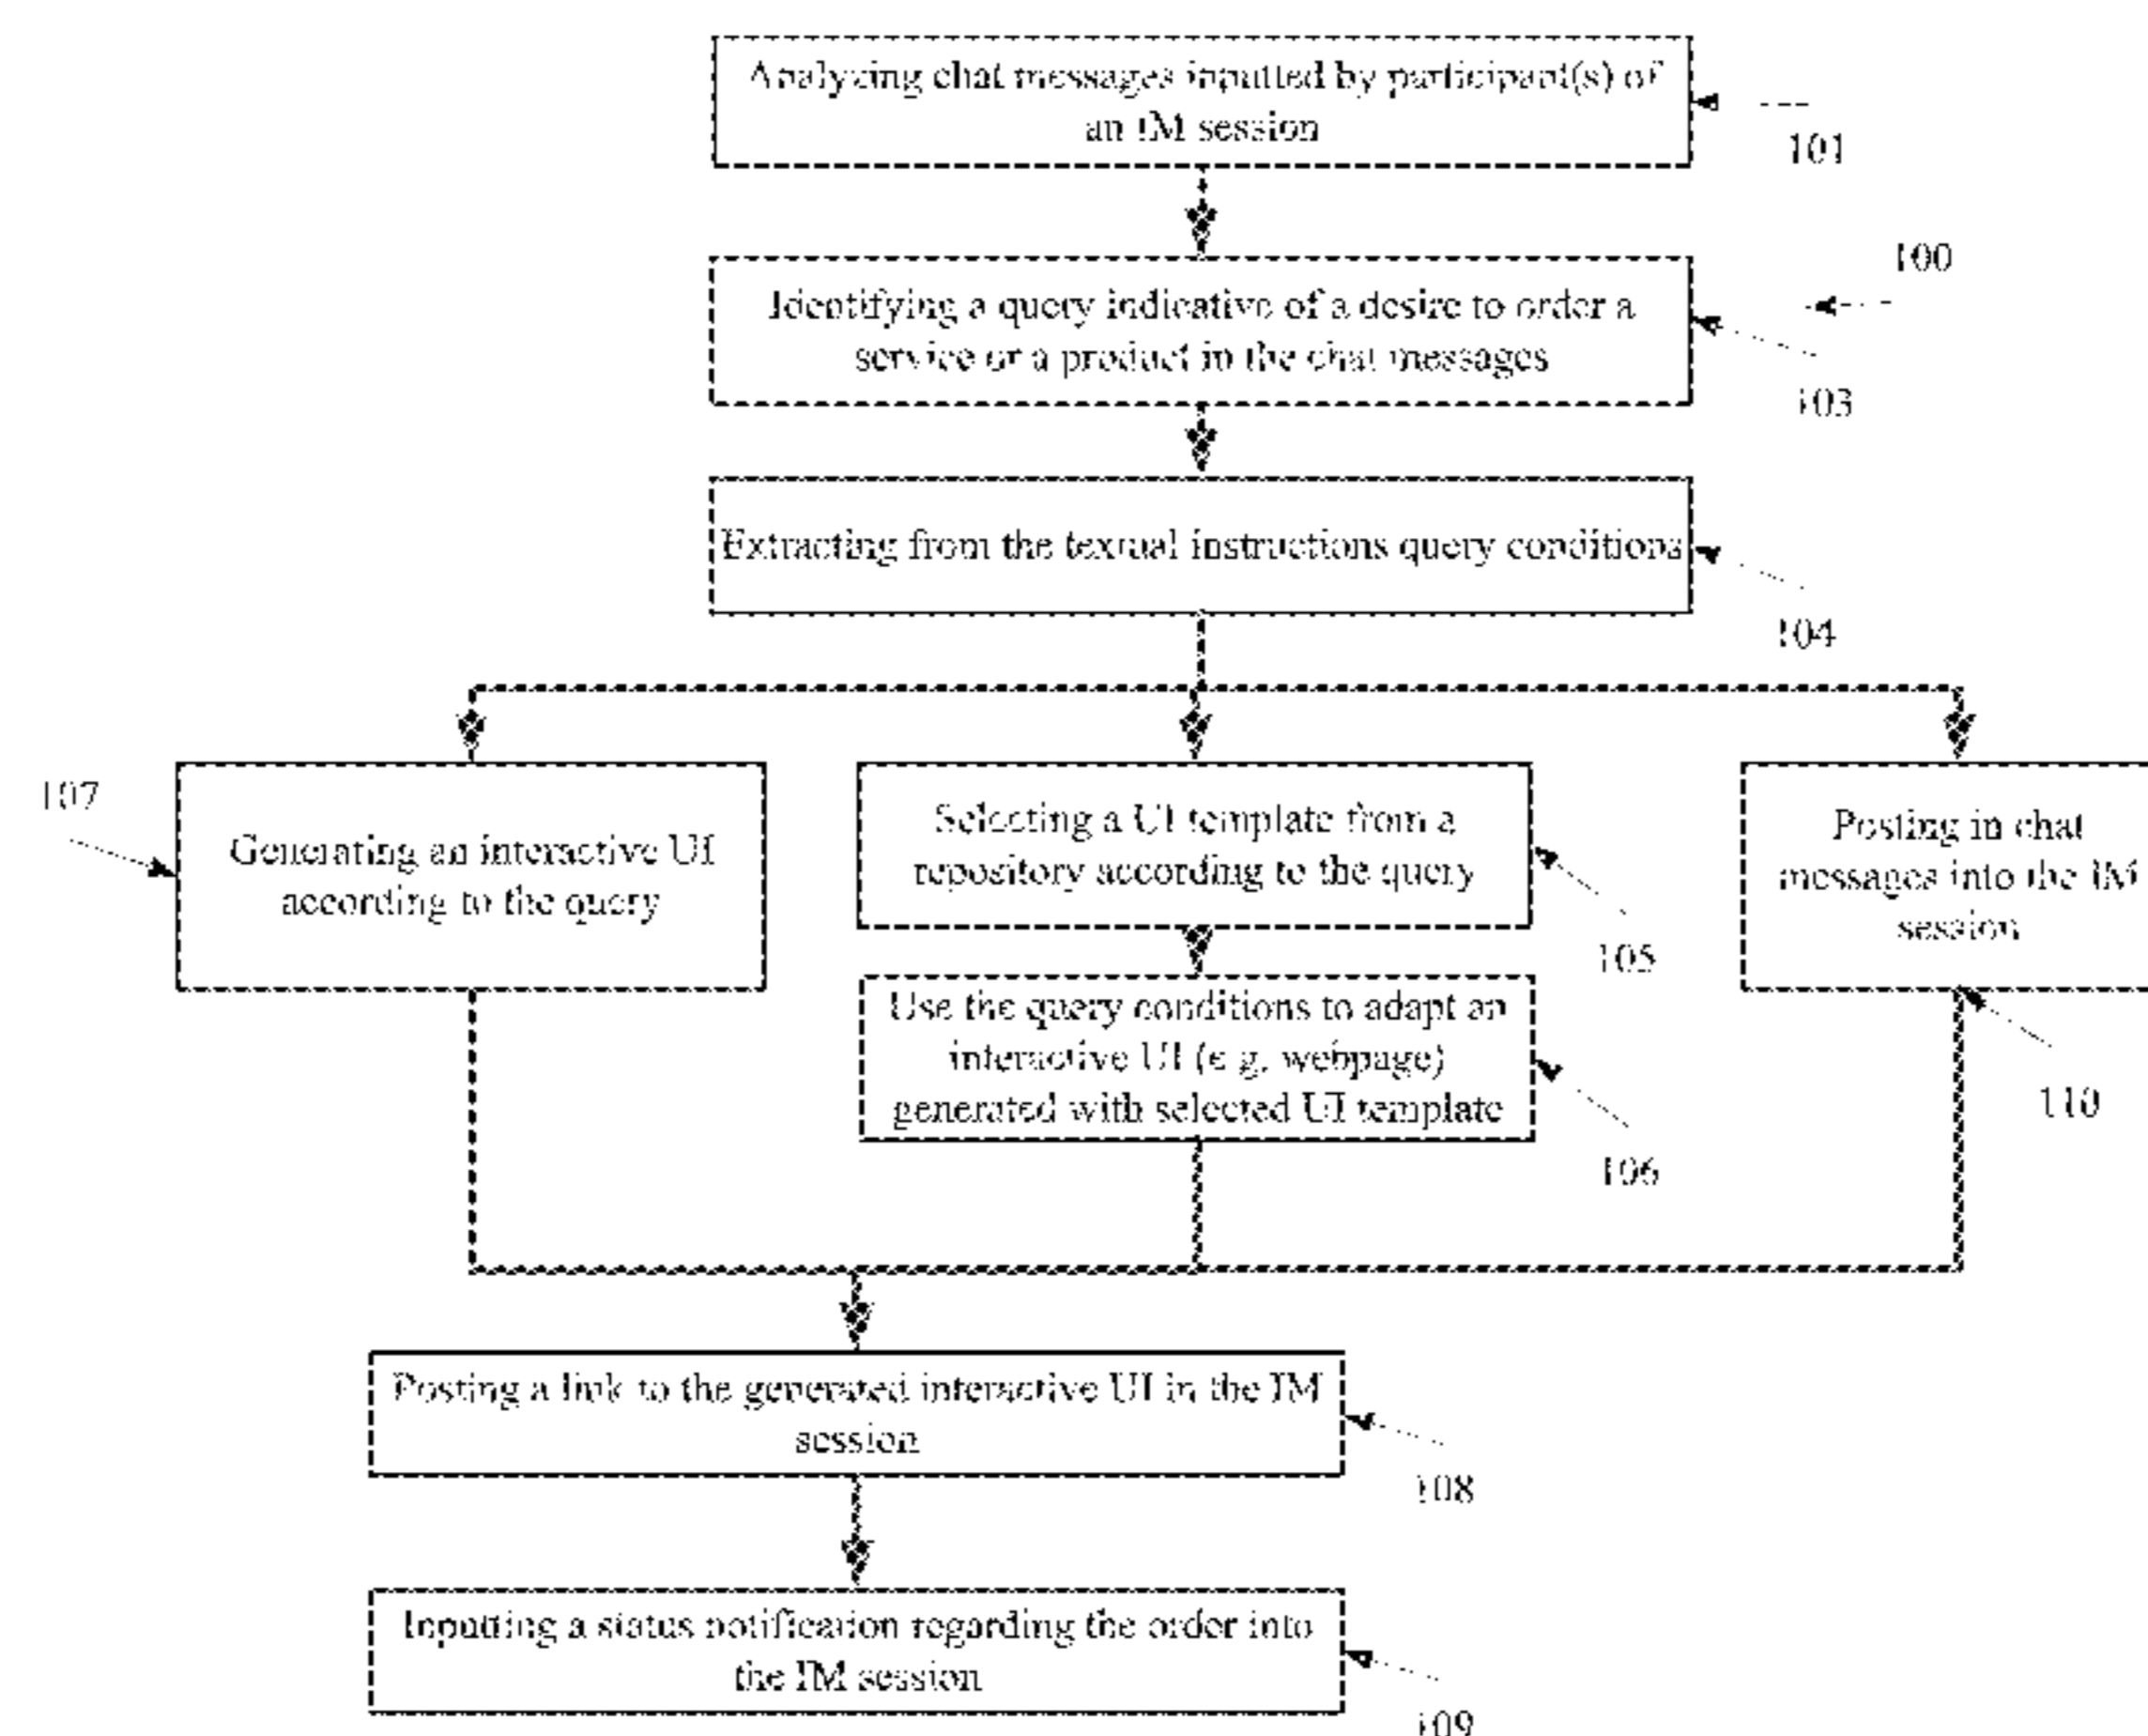 Analyzing chat messages inputted by participant(s) of
an IM session
101
100
Identifying a query indicative of a desire to order a
service or a product in the chat messages
103
Extracting from the textual instructions query conditions
104
107
Generating an interactive UI
according to the query
Selecting a UI template from a
repository according to the query
105
Posting in chat
messages into the IM
session
110
Use the query conditions to adapt an
interactive UI (e.g. webpage)
generated with selected UI template
106
Posting a link to the generated interactive UI in the IM
session
108
Inputting a status notification regarding the order into
the IM session
109